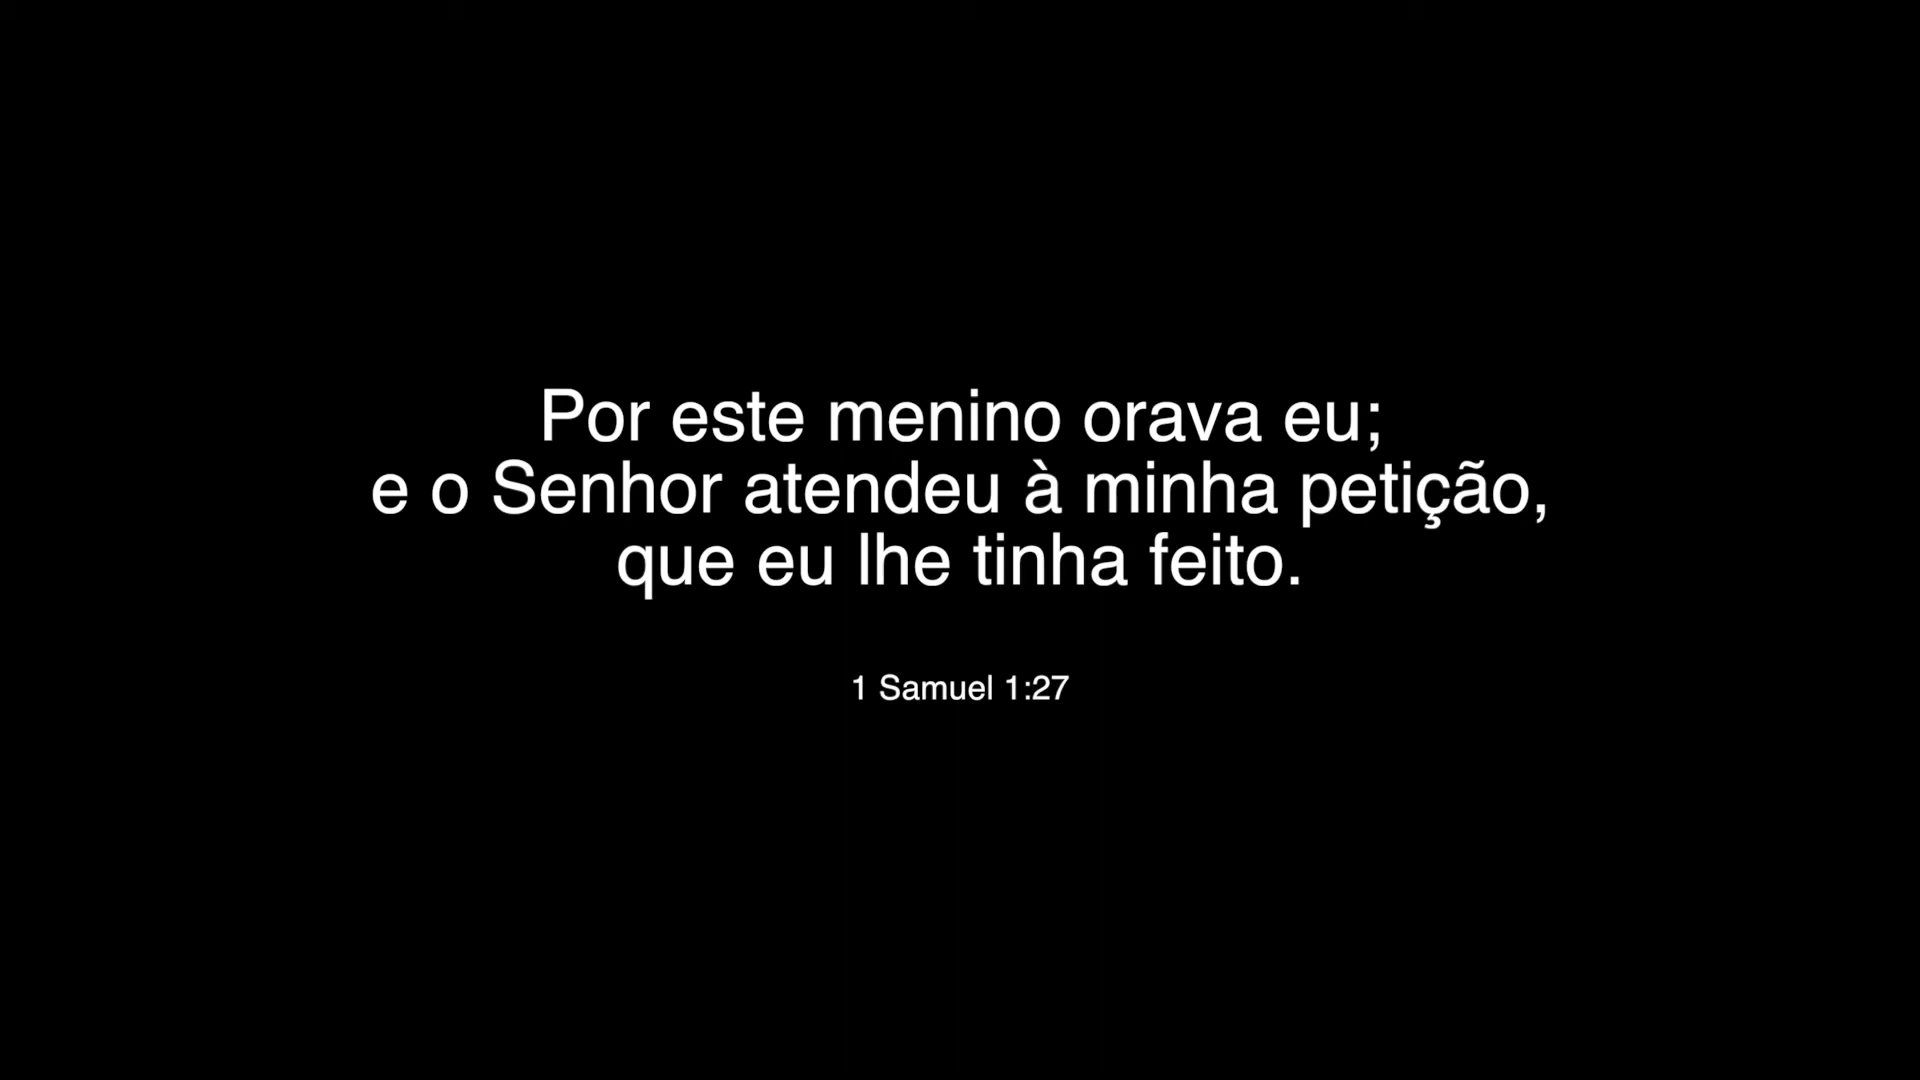 Por este menino orava eu;
e o Senhor atendeu à minha petição,
que eu lhe tinha feito.
1 Samuel 1:27